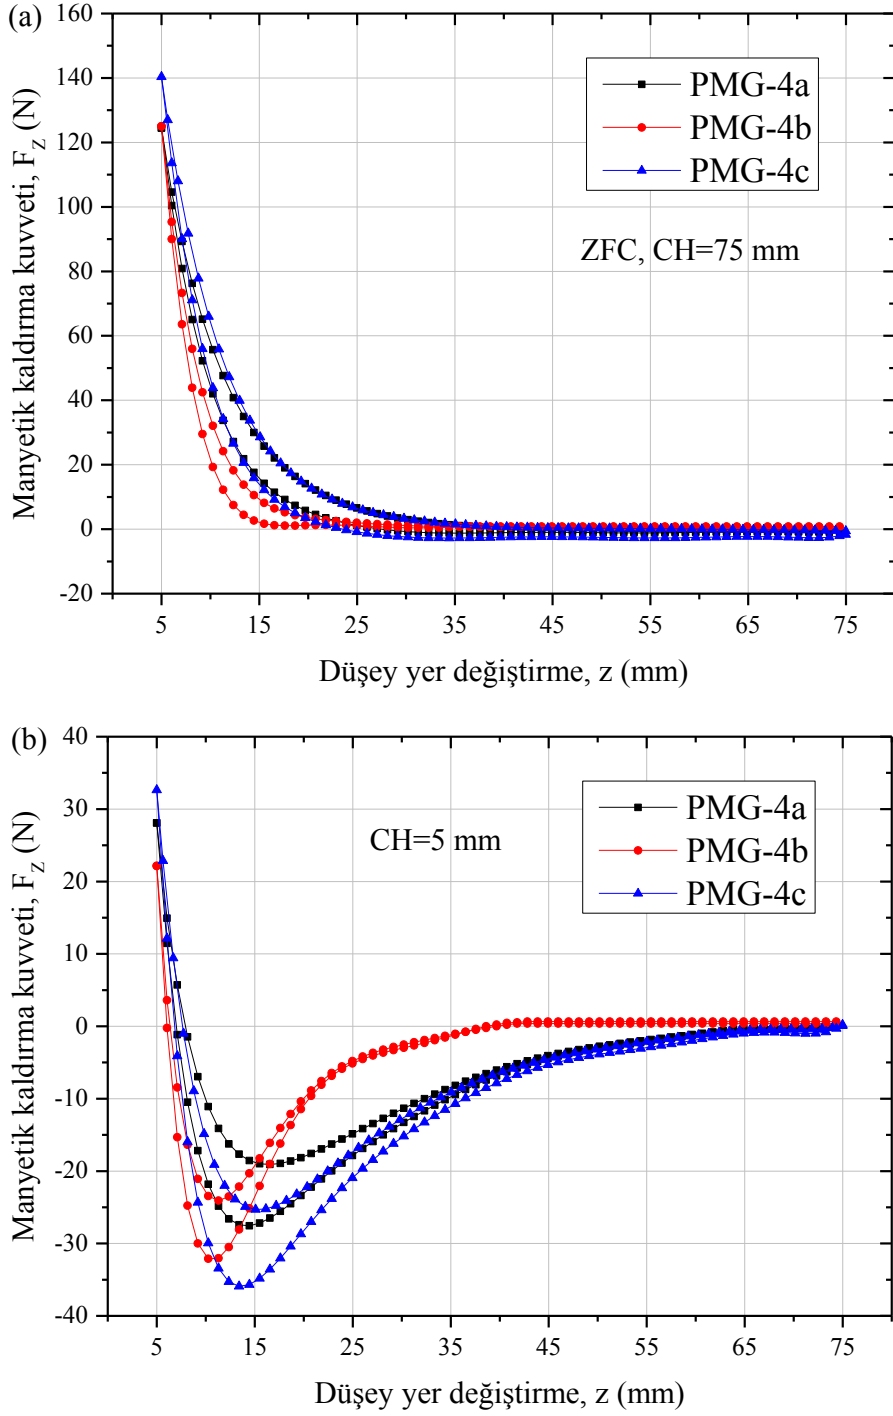 (a)
160
140
120
100
80
60
40
20
0
-20
Manyetik kaldırma kuvveti, F_Z (N)
PMG-4a
PMG-4b
PMG-4c
ZFC, CH=75 mm
5 15 25 35 45 55 65 75
Düşey yer değiştirme, z (mm)
(b)
40
30
20
10
0
-10
-20
-30
-40
Manyetik kaldırma kuvveti, F_Z (N)
CH=5 mm
PMG-4a
PMG-4b
PMG-4c
5 15 25 35 45 55 65 75
Düşey yer değiştirme, z (mm)